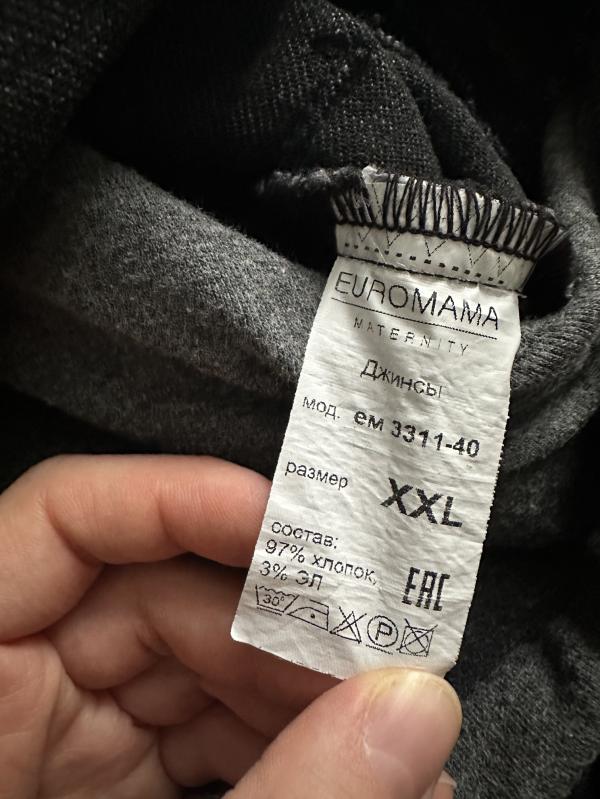 EUROMAMA
MATERNITY
Джинсы
мод. ем 3311-40
размер XXL
состав:
97% хлопок,
3% ЭЛ
EAC
30° P